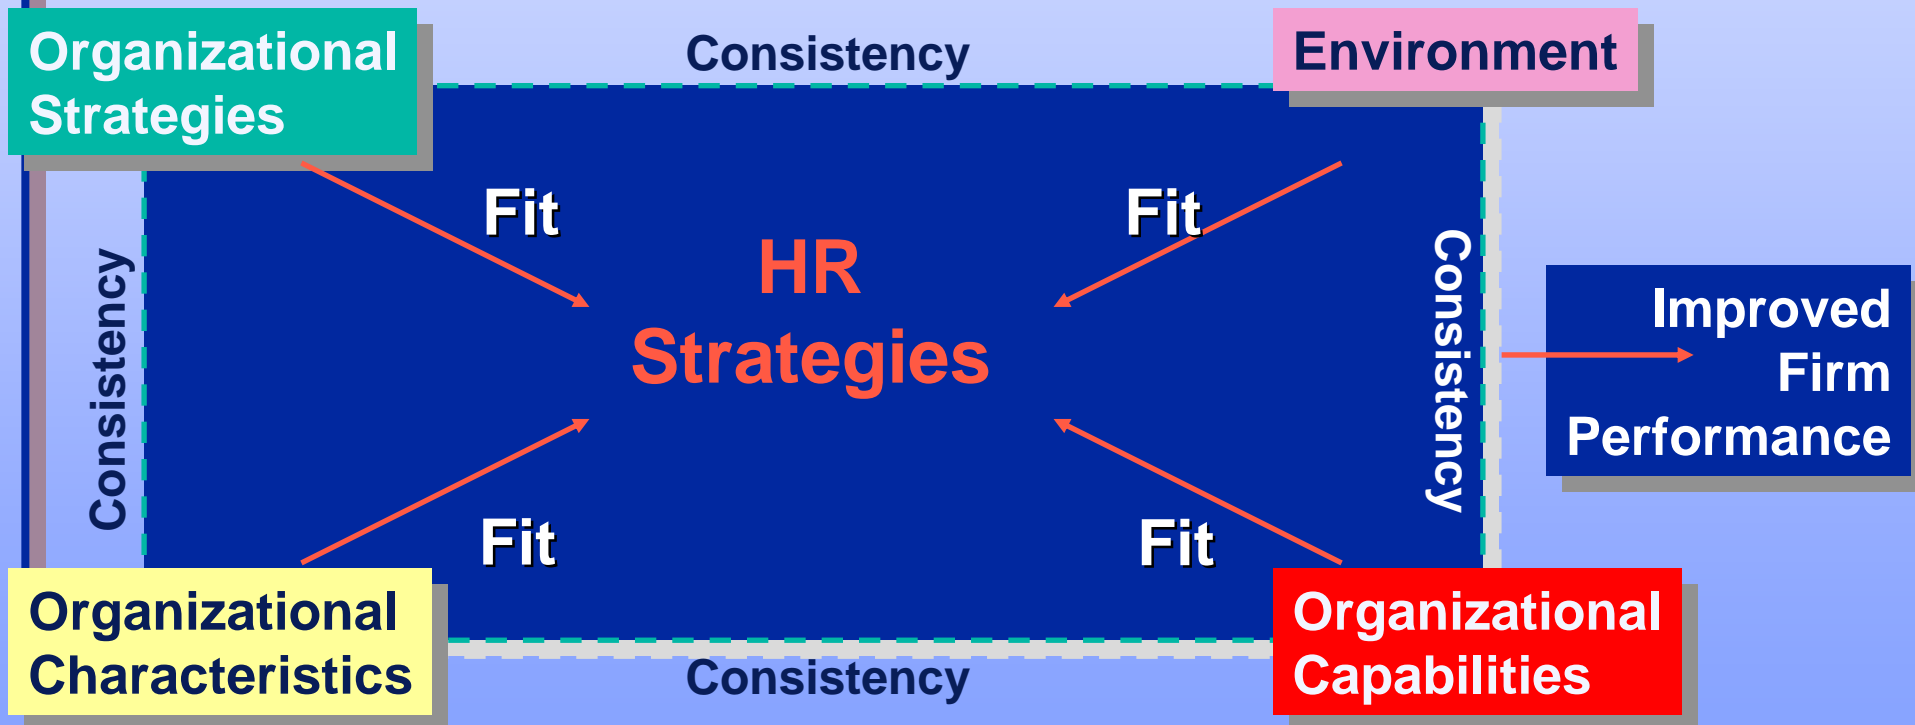 Organizational
Strategies
Consistency
Environment
Fit
Fit
HR
Strategies
Consistency
Consistency
Improved
Firm
Performance
Fit
Fit
Organizational
Characteristics
Consistency
Organizational
Capabilities